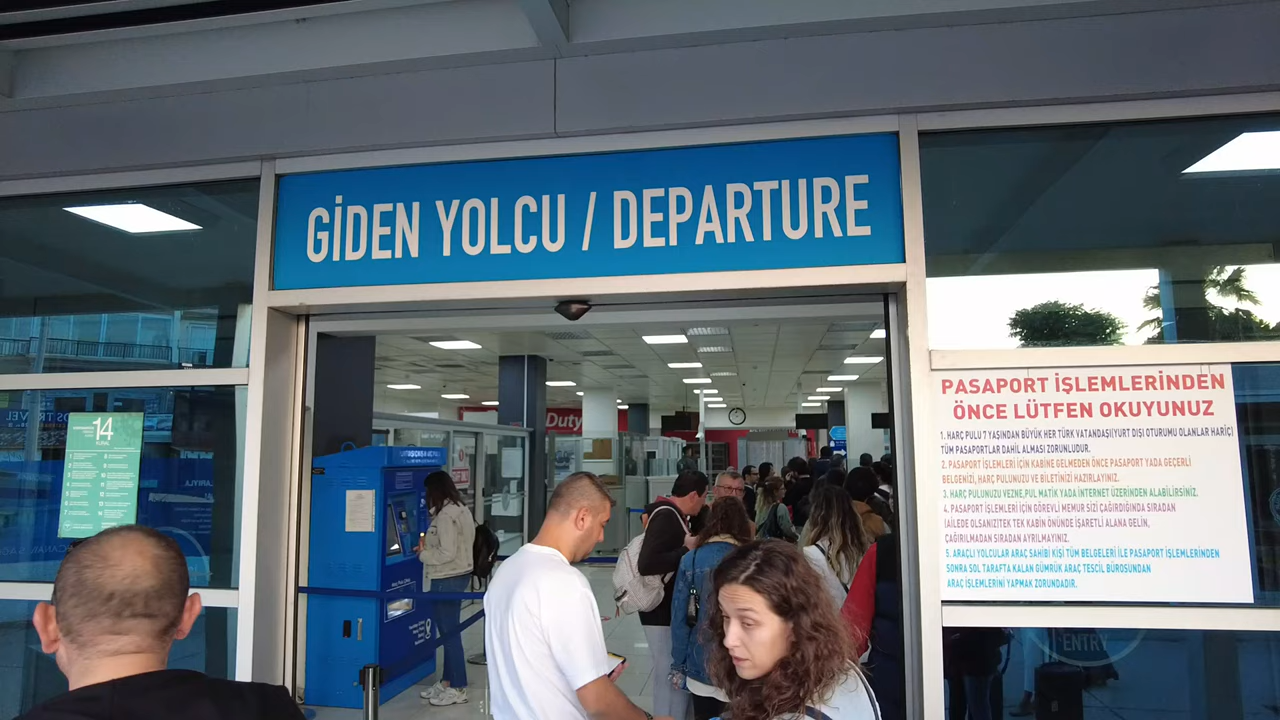 GİDEN YOLCU / DEPARTURE
Duty
14
PASAPORT İŞLEMLERİNDEN
ÖNCE LÜTFEN OKUYUNUZ
1. HARÇ PULU 7 YAŞINDAN BÜYÜK HER TÜRK VATANDAŞI(YURT DIŞI OTURUMU OLANLAR HARİÇ)
TÜM PASAPORTLAR DAHİL ALMASI ZORUNLUDUR.
2. PASAPORT İŞLEMLERİ İÇİN KABİNE GELMEDEN ÖNCE PASAPORT YADA GEÇERLİ
BELGENİZİ, HARÇ PULUNUZU VE BİLETİNİZİ HAZIRLAYINIZ.
3. HARÇ PULUNUZU VEZNE,PUL MATİK YADA İNTERNET ÜZERİNDEN ALABİLİRSİNİZ.
4. PASAPORT İŞLEMLERİ İÇİN GÖREVLİ MEMUR SİZİ ÇAĞIRDIĞINDA SIRADAN
(AİLEDE OLSANIZ)TEK TEK KABİN ÖNÜNDE İŞARETLİ ALANA GELİN,
ÇAĞIRILMADAN SIRADAN AYRILMAYINIZ.
5. ARAÇLI YOLCULAR ARAÇ SAHİBİ KİŞİ TÜM BELGELERİ İLE PASAPORT İŞLEMLERİNDEN
SONRA SOL TARAFTA KALAN GÜMRÜK ARAÇ TESCİL BÜROSUNDAN
ARAÇ İŞLEMLERİNİ YAPMAK ZORUNDADIR.
ENTRY